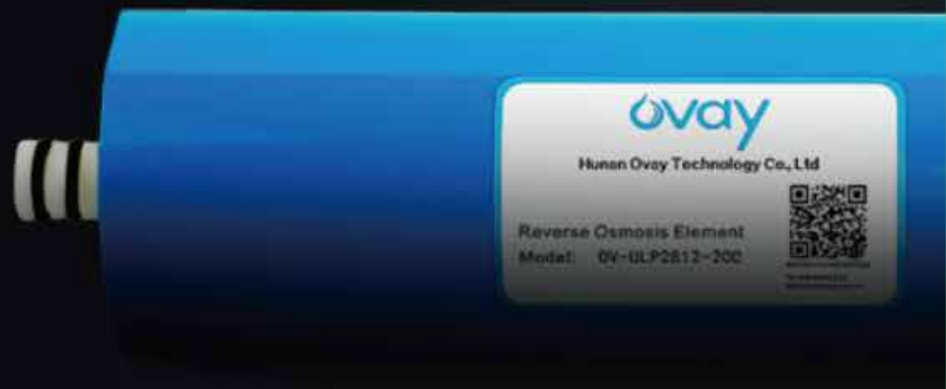 Ovay
Hunan Ovay Technology Co., Ltd
Reverse Osmosis Element
Model: OV-ULP2812-200